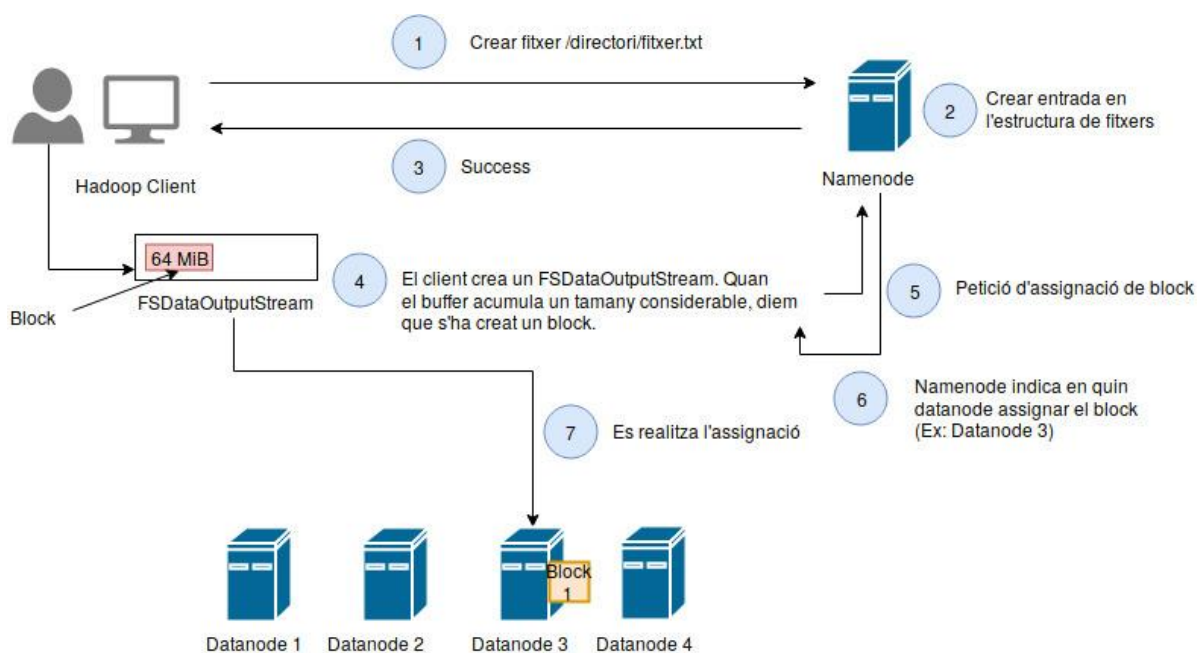 1
Crear fitxer /directori/fitxer.txt
2
Crear entrada en
l'estructura de fitxers
3
Success
Hadoop Client
Namenode
64 MiB
FSDataOutputStream
Block
4
El client crea un FSDataOutputStream. Quan
el buffer acumula un tamany considerable, diem
que s'ha creat un block.
5
Petició d'assignació de block
6
Namenode indica en quin
datanode assignar el block
(Ex: Datanode 3)
7
Es realitza l'assignació
Block
1
Datanode 1
Datanode 2
Datanode 3
Datanode 4